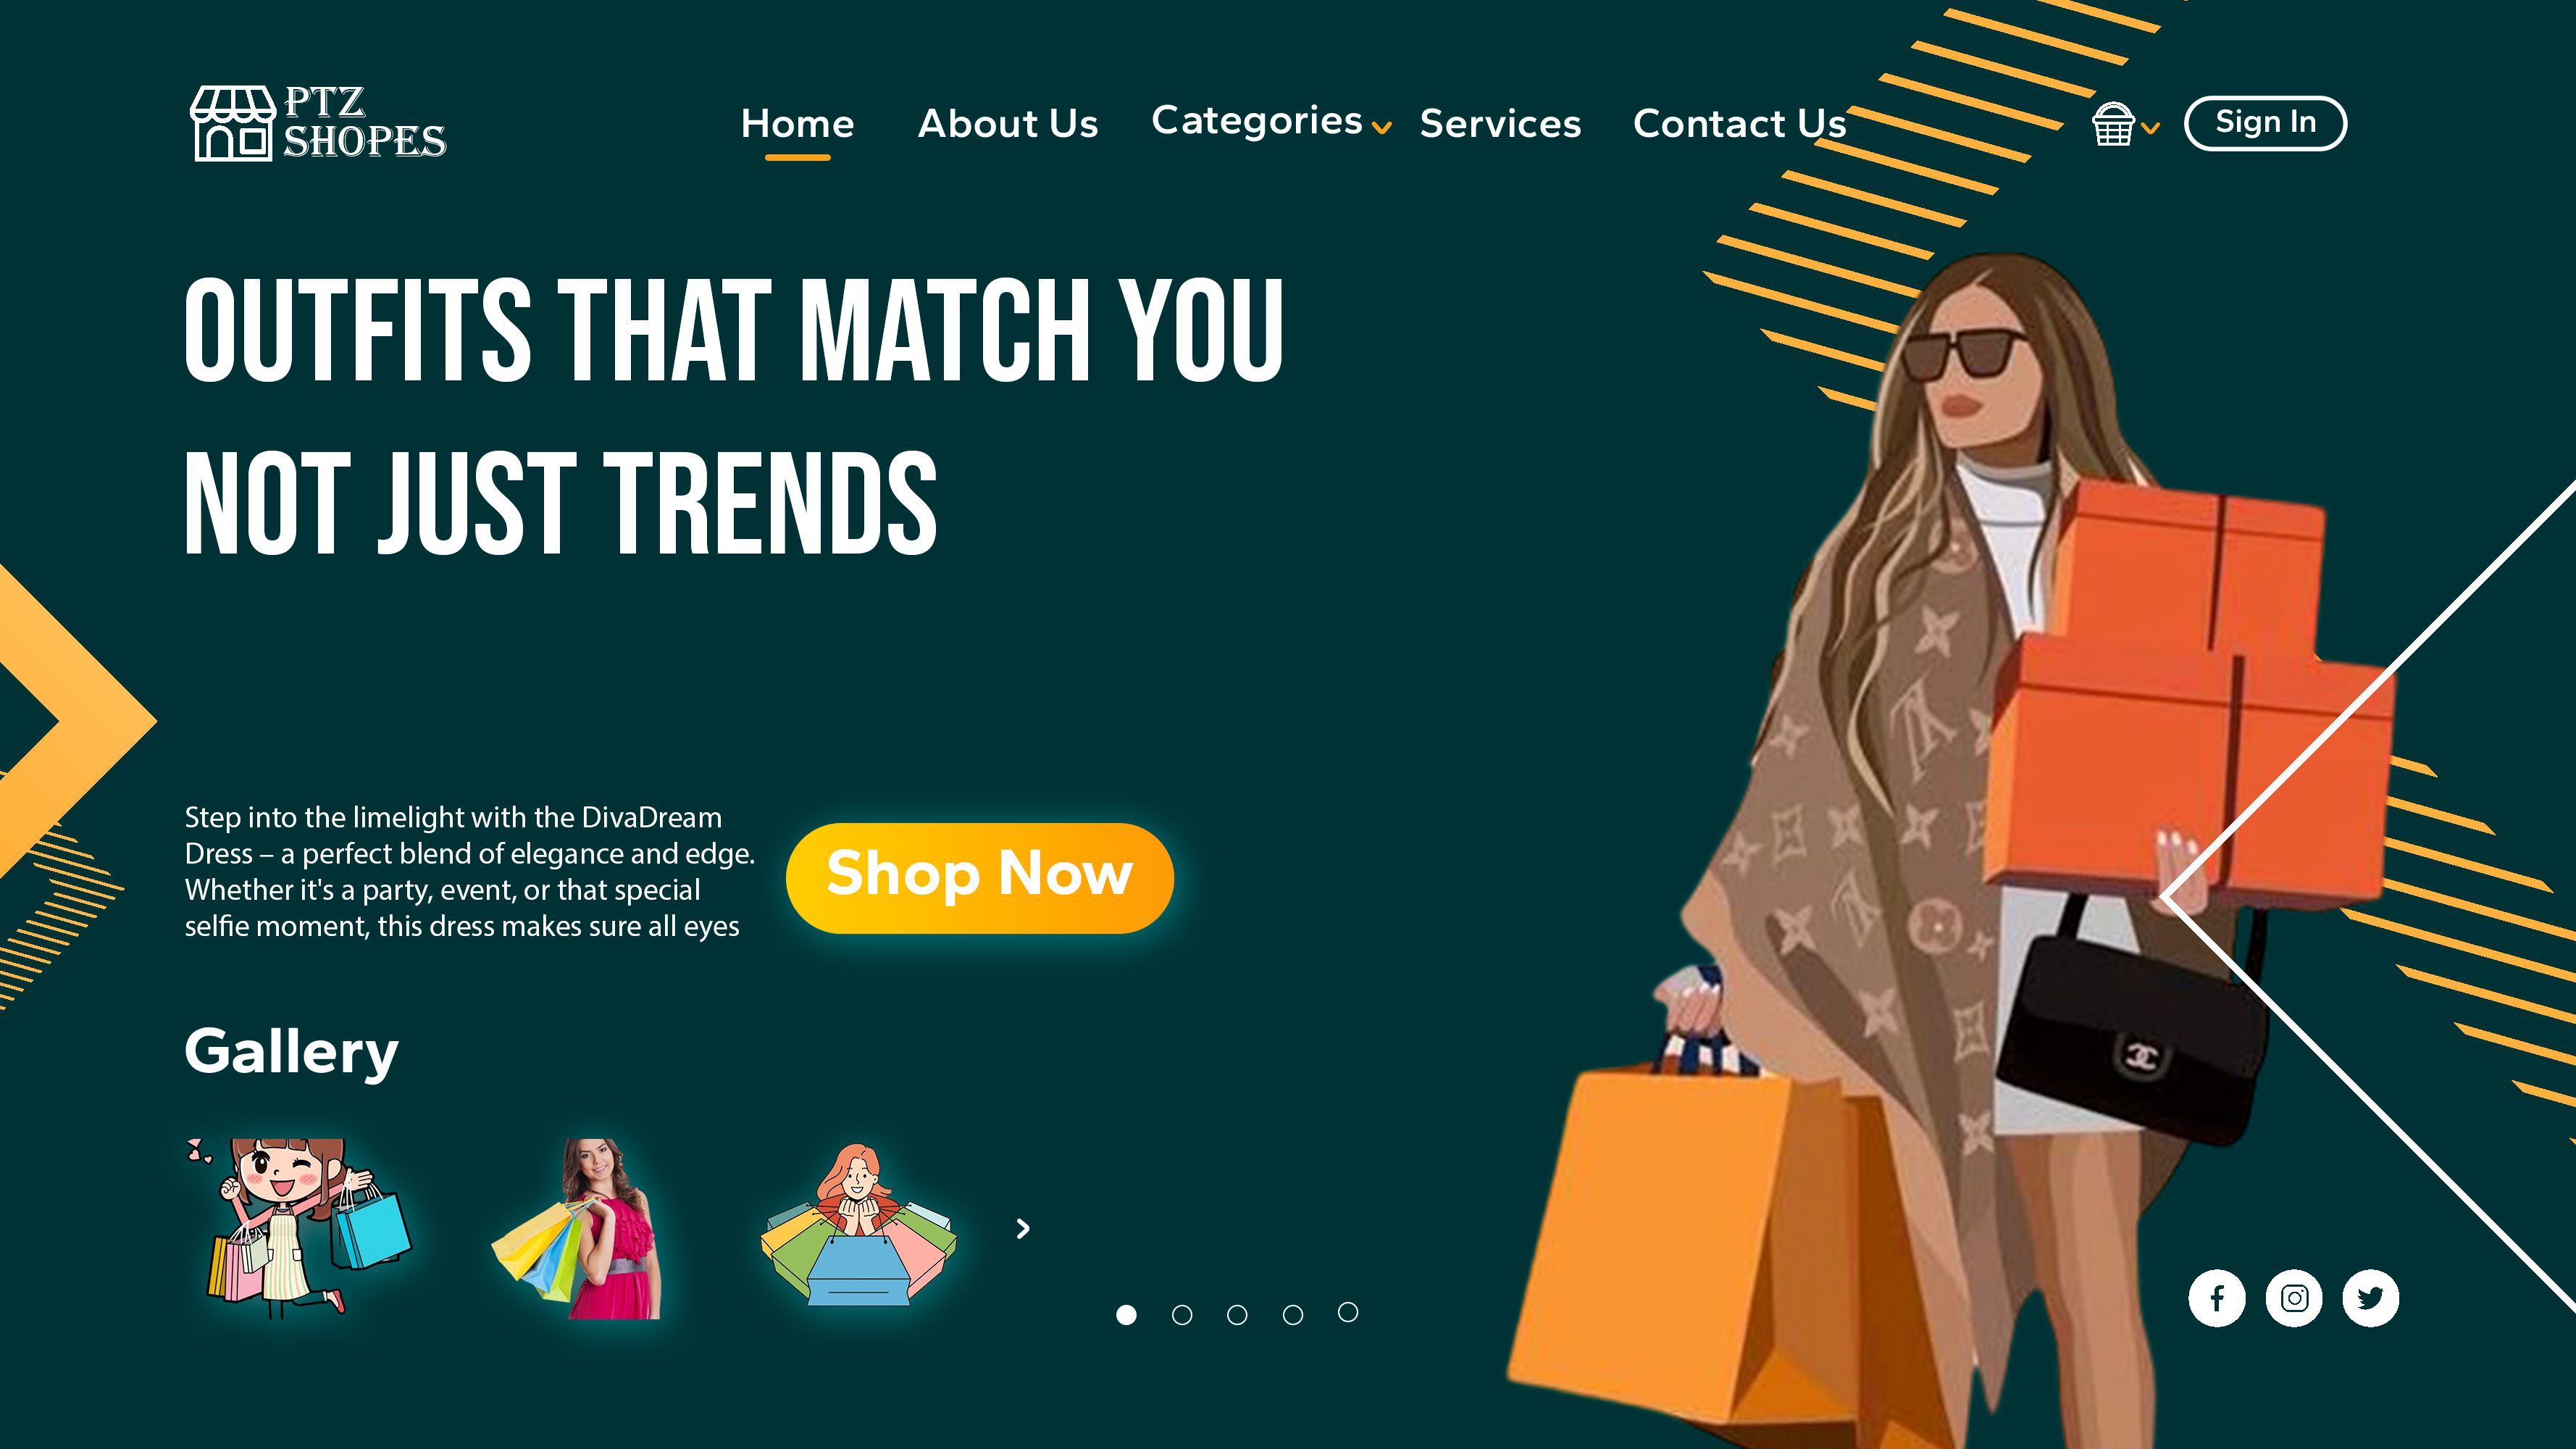 PTZ
SHOPES
Home About Us Categories Services Contact Us Sign In
OUTFITS THAT MATCH YOU
NOT JUST TRENDS
Step into the limelight with the DivaDream
Dress – a perfect blend of elegance and edge.
Whether it's a party, event, or that special
selfie moment, this dress makes sure all eyes
Shop Now
Gallery